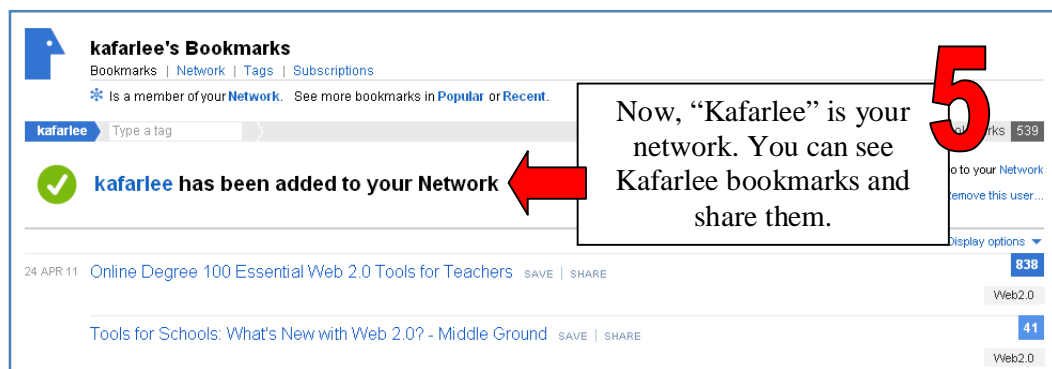 kafarlee's Bookmarks
Bookmarks | Network | Tags | Subscriptions
Is a member of your Network. See more bookmarks in Popular or Recent.
5
kafarlee Type a tag
539
Now, “Kafarlee” is your
network. You can see
Kafarlee bookmarks and
share them.
kafarlee has been added to your Network
to your Network
this user...
Display options
24 APR 11 Online Degree 100 Essential Web 2.0 Tools for Teachers SAVE | SHARE
838
Web2.0
Tools for Schools: What's New with Web 2.0? - Middle Ground SAVE | SHARE
41
Web2.0